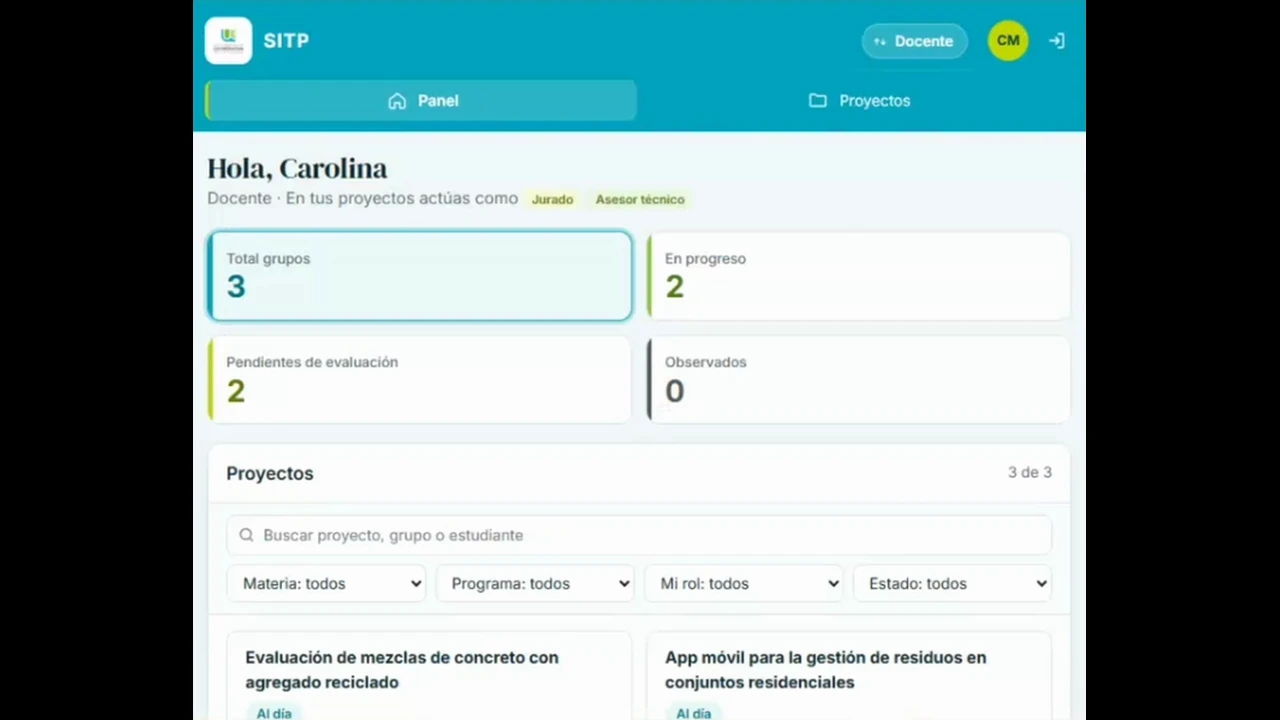 SITP
Docente
CM
Panel
Proyectos
Hola, Carolina
Docente · En tus proyectos actúas como Jurado Asesor técnico
Total grupos
3
En progreso
2
Pendientes de evaluación
2
Observados
0
Proyectos
3 de 3
Buscar proyecto, grupo o estudiante
Materia: todos
Programa: todos
Mi rol: todos
Estado: todos
Evaluación de mezclas de concreto con
agregado reciclado
Al día
App móvil para la gestión de residuos en
conjuntos residenciales
Al día